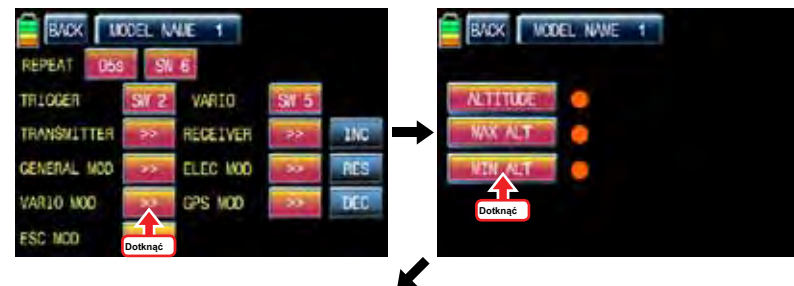 BACK MODEL NAME 1
REPEAT 05s SW 6
TRIGGER SW 2 VARIO SW 5
TRANSMITTER >> RECEIVER >> INC
GENERAL MOD >> ELEC MOD >> RES
VARIO MOD >> GPS MOD >> DEC
ESC MOD
Dotknąć
BACK MODEL NAME 1
ALTITUDE
MAX ALT
MIN ALT
Dotknąć